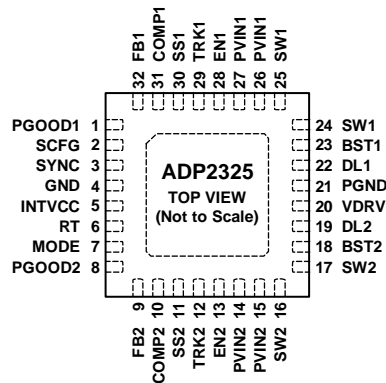 FB1
COMP1
SS1
TRK1
EN1
PVIN1
PVIN1
SW1
32
31
30
29
28
27
26
25
PGOOD1 1
SCFG 2
SYNC 3
GND 4
INTVCC 5
RT 6
MODE 7
PGOOD2 8
ADP2325
TOP VIEW
(Not to Scale)
24 SW1
23 BST1
22 DL1
21 PGND
20 VDRV
19 DL2
18 BST2
17 SW2
9
10
11
12
13
14
15
16
FB2
COMP2
SS2
TRK2
EN2
PVIN2
PVIN2
SW2